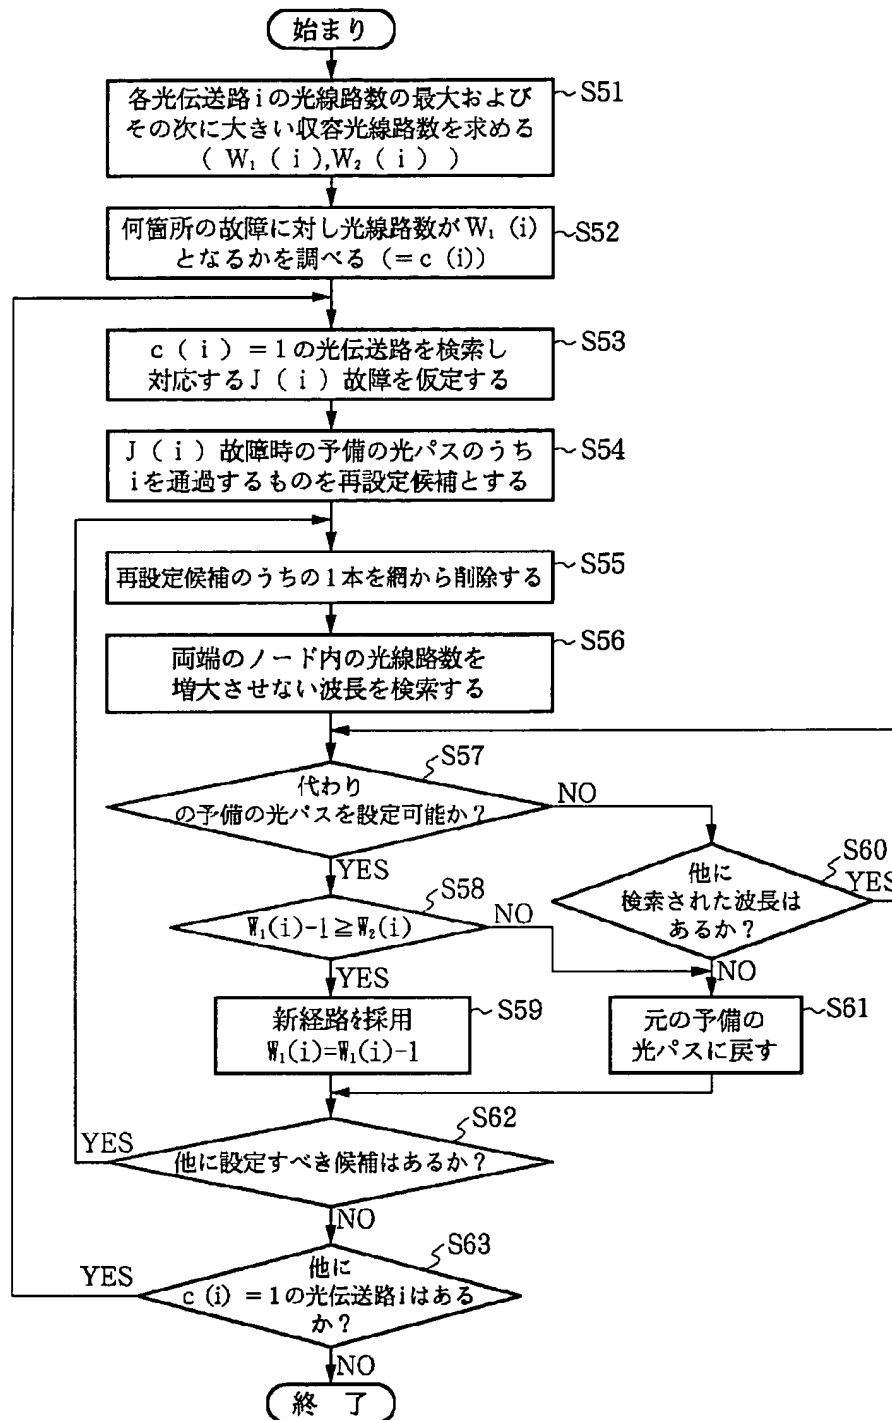 始まり
各光伝送路iの光線路数の最大および
その次に大きい収容光線路数を求める
( W₁ ( i ),W₂ ( i ) )
S51
何箇所の故障に対し光線路数がW₁ (i)
となるかを調べる (=c (i))
S52
c ( i ) =1の光伝送路を検索し
対応するJ ( i ) 故障を仮定する
S53
J ( i ) 故障時の予備の光パスのうち
iを通過するものを再設定候補とする
S54
再設定候補のうちの1本を網から削除する
S55
両端のノード内の光線路数を
増大させない波長を検索する
S56
代わり
の予備の光パスを設定可能か?
S57
NO
YES
W₁(i)-1≧W₂(i)
S58
NO
YES
他に
検索された波長は
あるか?
S60
YES
NO
新経路を採用
W₁(i)=W₁(i)-1
S59
元の予備の
光パスに戻す
S61
他に設定すべき候補はあるか?
S62
YES
NO
他に
c (i) =1の光伝送路iはある
か?
S63
YES
NO
終 了